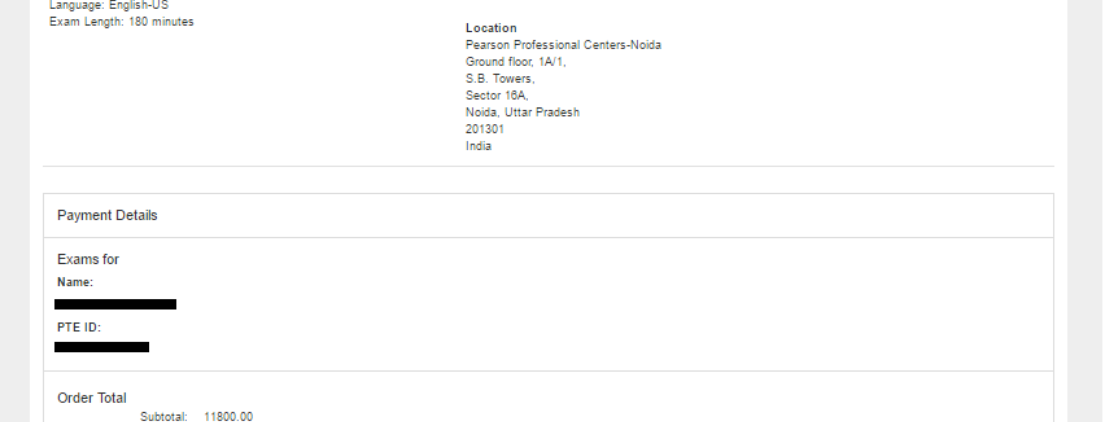 Language: English-US
Exam Length: 180 minutes
Location
Pearson Professional Centers-Noida
Ground floor, 1A/1,
S.B. Towers,
Sector 16A,
Noida, Uttar Pradesh
201301
India
Payment Details
Exams for
Name:
PTE ID:
Order Total
Subtotal: 11800.00